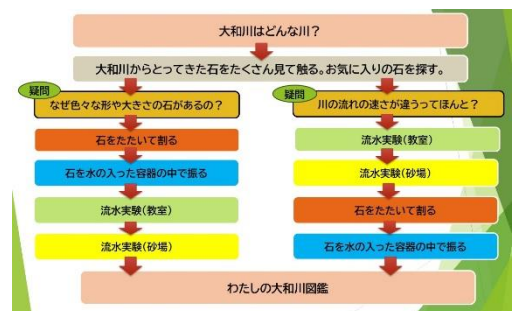 大和川はどんな川？
大和川からとってきた石をたくさん見て触る。お気に入りの石を探す。
疑問
なぜ色々な形や大きさの石があるの？
石をたたいて割る
石を水の入った容器の中で振る
流水実験(教室)
流水実験(砂場)
疑問
川の流れの速さが違うってほんと？
流水実験(教室)
流水実験(砂場)
石をたたいて割る
石を水の入った容器の中で振る
わたしの大和川図鑑